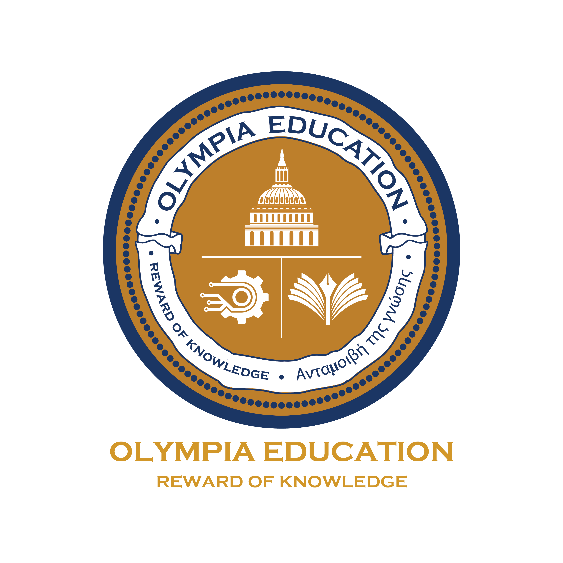 • OLYMPIA EDUCATION •
• REWARD OF KNOWLEDGE • Ανταμοιβή της γνώσης •
OLYMPIA EDUCATION
REWARD OF KNOWLEDGE